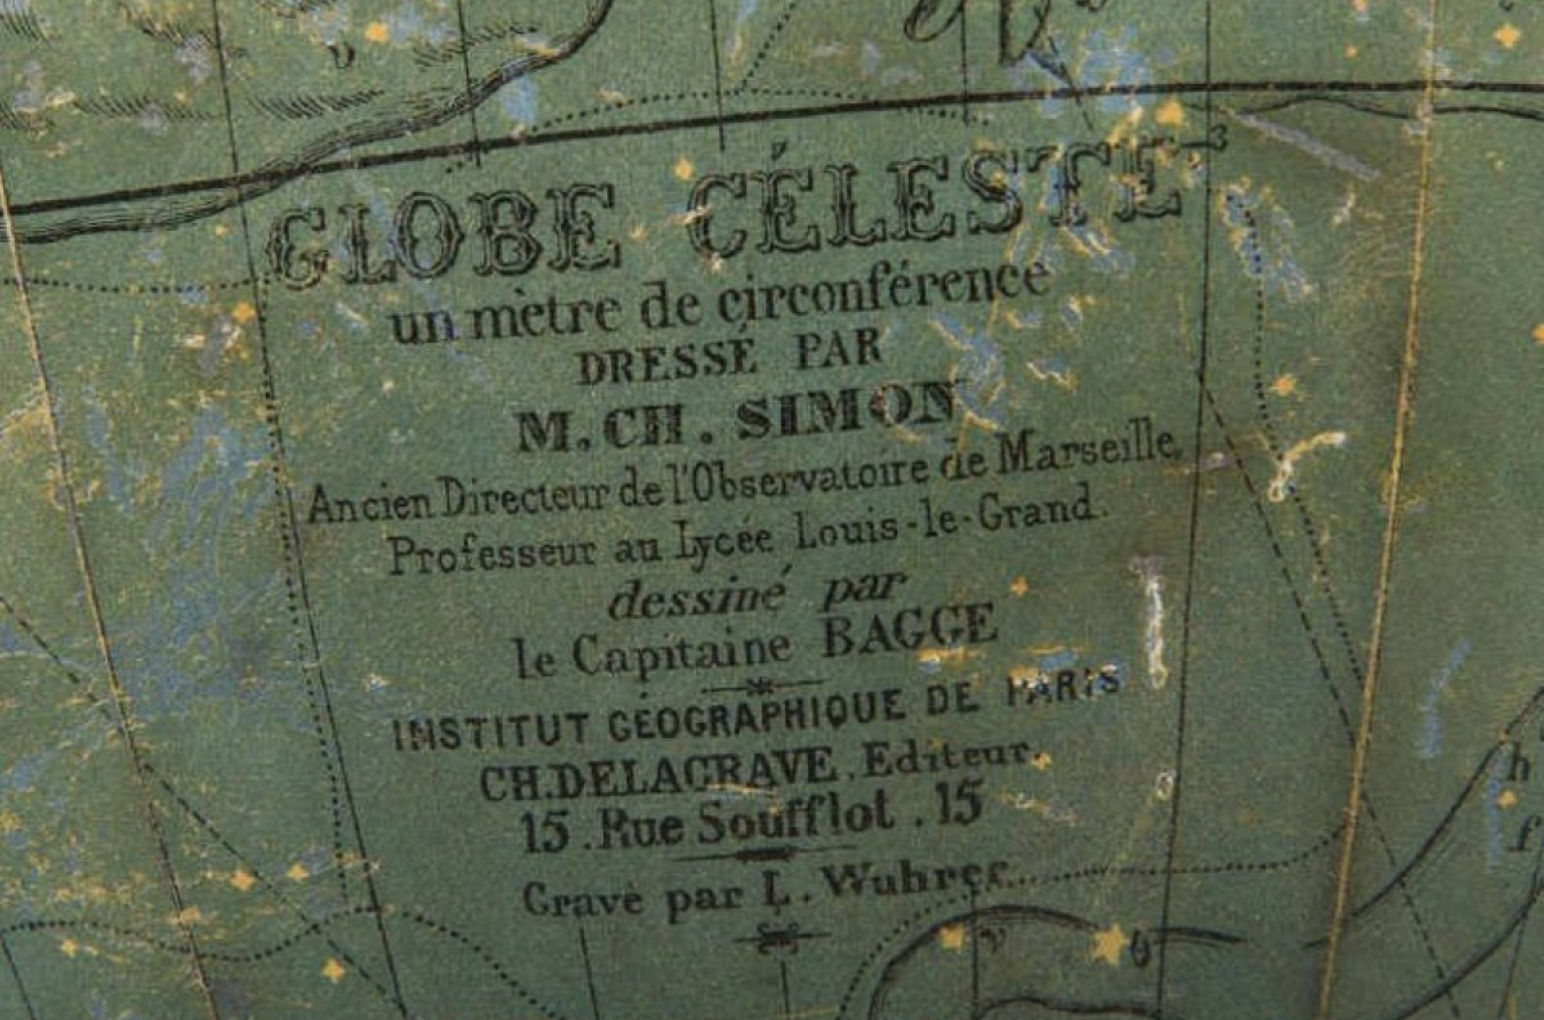 GLOBE CÉLESTE
un mètre de circonférence
DRESSÉ PAR
M. CH. SIMON
Ancien Directeur de l'Observatoire de Marseille,
Professeur au Lycée Louis-le-Grand.
dessiné par
le Capitaine BAGGE
INSTITUT GÉOGRAPHIQUE DE PARIS
CH. DELAGRAVE, Editeur.
15. Rue Soufflot. 15
Gravé par L. Wuhrer
h
f